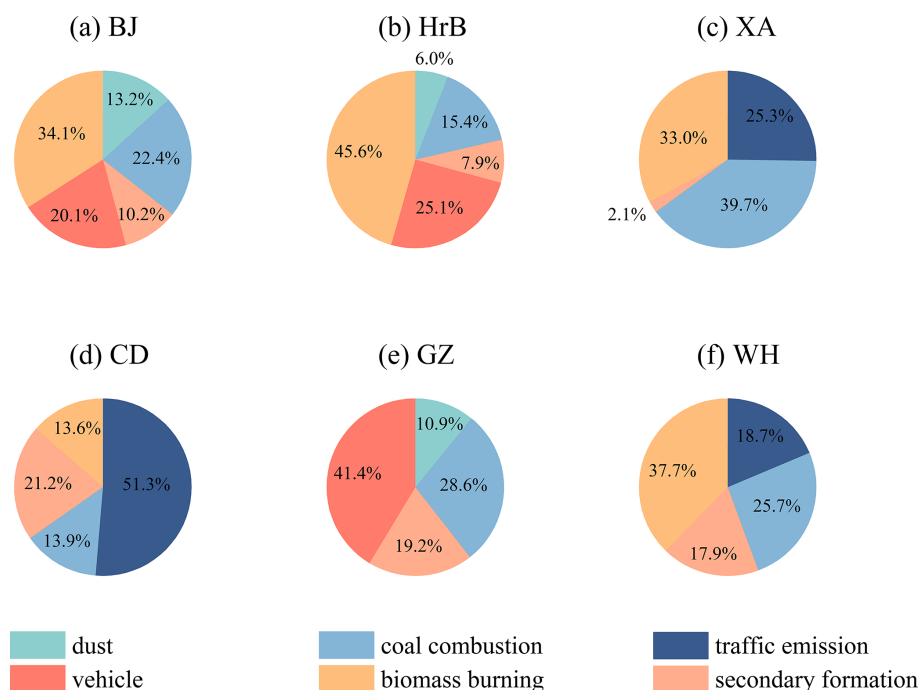 (a) BJ
(b) HrB
(c) XA
6.0%
13.2%
34.1%
22.4%
20.1%
10.2%
15.4%
45.6%
7.9%
25.1%
25.3%
33.0%
39.7%
2.1%
(d) CD
(e) GZ
(f) WH
13.6%
21.2%
51.3%
13.9%
10.9%
41.4%
28.6%
19.2%
18.7%
37.7%
25.7%
17.9%
dust
coal combustion
traffic emission
vehicle
biomass burning
secondary formation